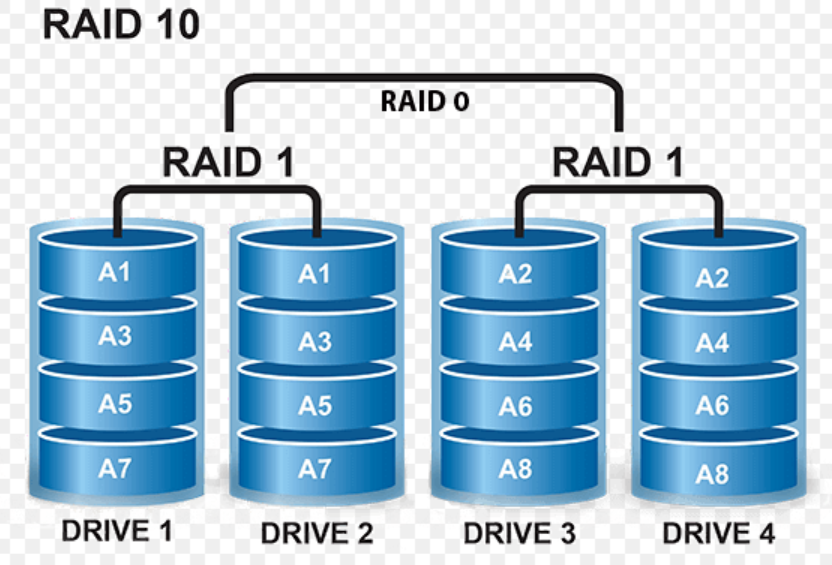 RAID 10
RAID 0
RAID 1 RAID 1
A1 A1 A2 A2
A3 A3 A4 A4
A5 A5 A6 A6
A7 A7 A8 A8
DRIVE 1 DRIVE 2 DRIVE 3 DRIVE 4